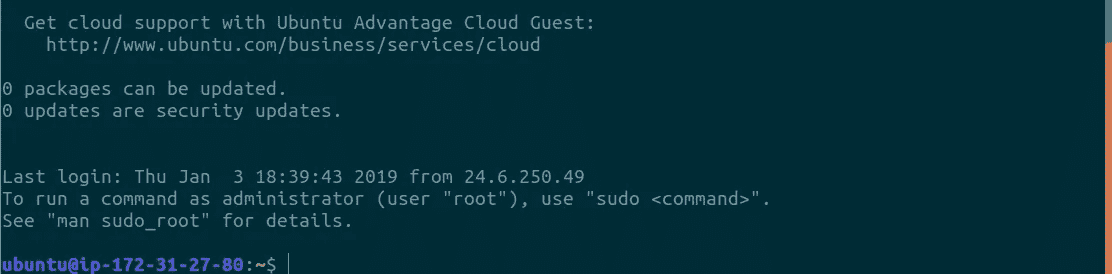 Get cloud support with Ubuntu Advantage Cloud Guest:
http://www.ubuntu.com/business/services/cloud
0 packages can be updated.
0 updates are security updates.
Last login: Thu Jan  3 18:39:43 2019 from 24.6.250.49
To run a command as administrator (user "root"), use "sudo <command>".
See "man sudo_root" for details.
ubuntu@ip-172-31-27-80:~$